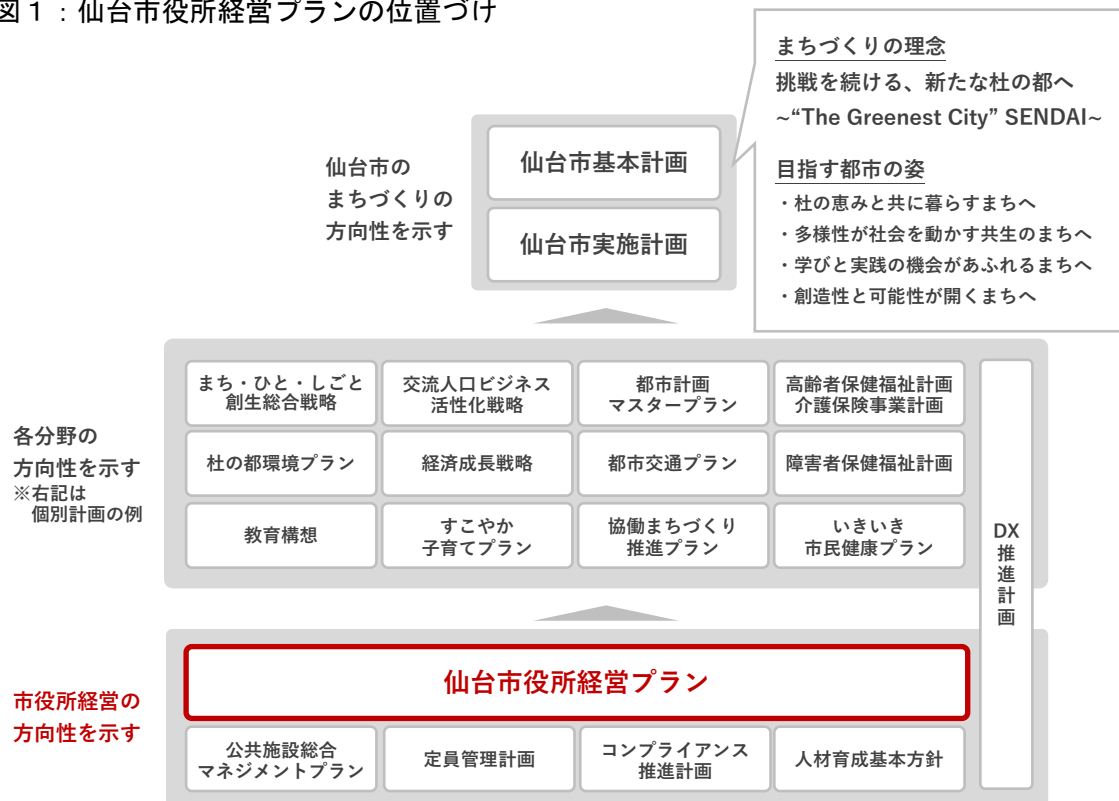 図1：仙台市役所経営プランの位置づけ
まちづくりの理念
挑戦を続ける、新たな杜の都へ
~“The Greenest City” SENDAI~
目指す都市の姿
・杜の恵みと共に暮らすまちへ
・多様性が社会を動かす共生のまちへ
・学びと実践の機会があふれるまちへ
・創造性と可能性が開くまちへ
仙台市の
まちづくりの
方向性を示す
仙台市基本計画
仙台市実施計画
各分野の
方向性を示す
※右記は
個別計画の例
まち・ひと・しごと
創生総合戦略
交流人口ビジネス
活性化戦略
都市計画
マスタープラン
高齢者保健福祉計画
介護保険事業計画
杜の都環境プラン
経済成長戦略
都市交通プラン
障害者保健福祉計画
教育構想
すこやか
子育てプラン
協働まちづくり
推進プラン
いきいき
市民健康プラン
DX
推
進
計
画
市役所経営の
方向性を示す
仙台市役所経営プラン
公共施設総合
マネジメントプラン
定員管理計画
コンプライアンス
推進計画
人材育成基本方針